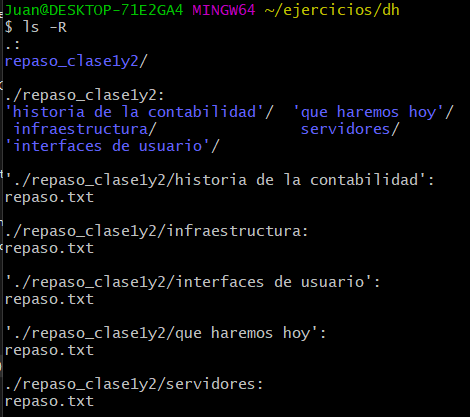 Juan@DESKTOP-71E2GA4 MINGW64 ~/ejercicios/dh
$ ls -R
.:
repaso_clase1y2/

./repaso_clase1y2:
'historia de la contabilidad'/  'que haremos hoy'/
 infraestructura/                servidores/
'interfaces de usuario'/

'./repaso_clase1y2/historia de la contabilidad':
repaso.txt

./repaso_clase1y2/infraestructura:
repaso.txt

'./repaso_clase1y2/interfaces de usuario':
repaso.txt

'./repaso_clase1y2/que haremos hoy':
repaso.txt

./repaso_clase1y2/servidores:
repaso.txt